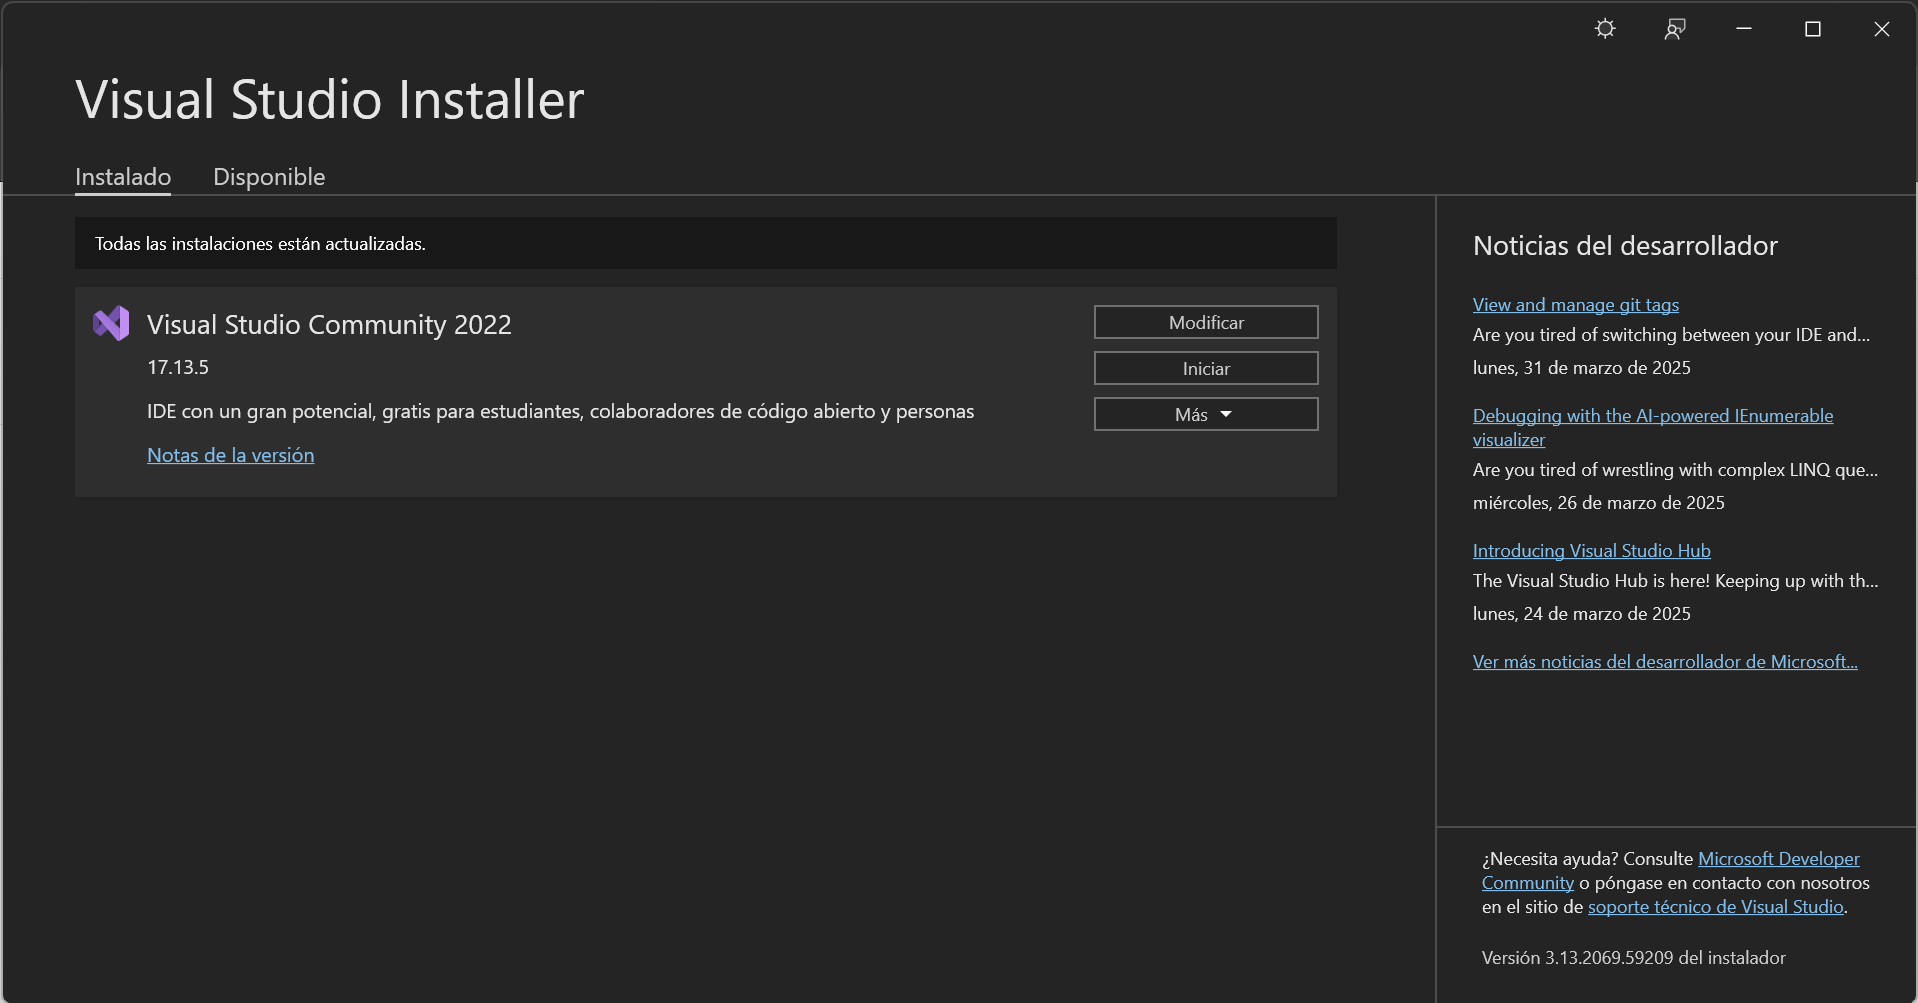 Visual Studio Installer
Instalado
Disponible
Todas las instalaciones están actualizadas.
Visual Studio Community 2022
17.13.5
IDE con un gran potencial, gratis para estudiantes, colaboradores de código abierto y personas
Notas de la versión
Modificar
Iniciar
Más
Noticias del desarrollador
View and manage git tags
Are you tired of switching between your IDE and...
lunes, 31 de marzo de 2025
Debugging with the AI-powered IEnumerable
visualizer
Are you tired of wrestling with complex LINQ que...
miércoles, 26 de marzo de 2025
Introducing Visual Studio Hub
The Visual Studio Hub is here! Keeping up with th...
lunes, 24 de marzo de 2025
Ver más noticias del desarrollador de Microsoft...
¿Necesita ayuda? Consulte Microsoft Developer
Community o póngase en contacto con nosotros
en el sitio de soporte técnico de Visual Studio.
Versión 3.13.2069.59209 del instalador